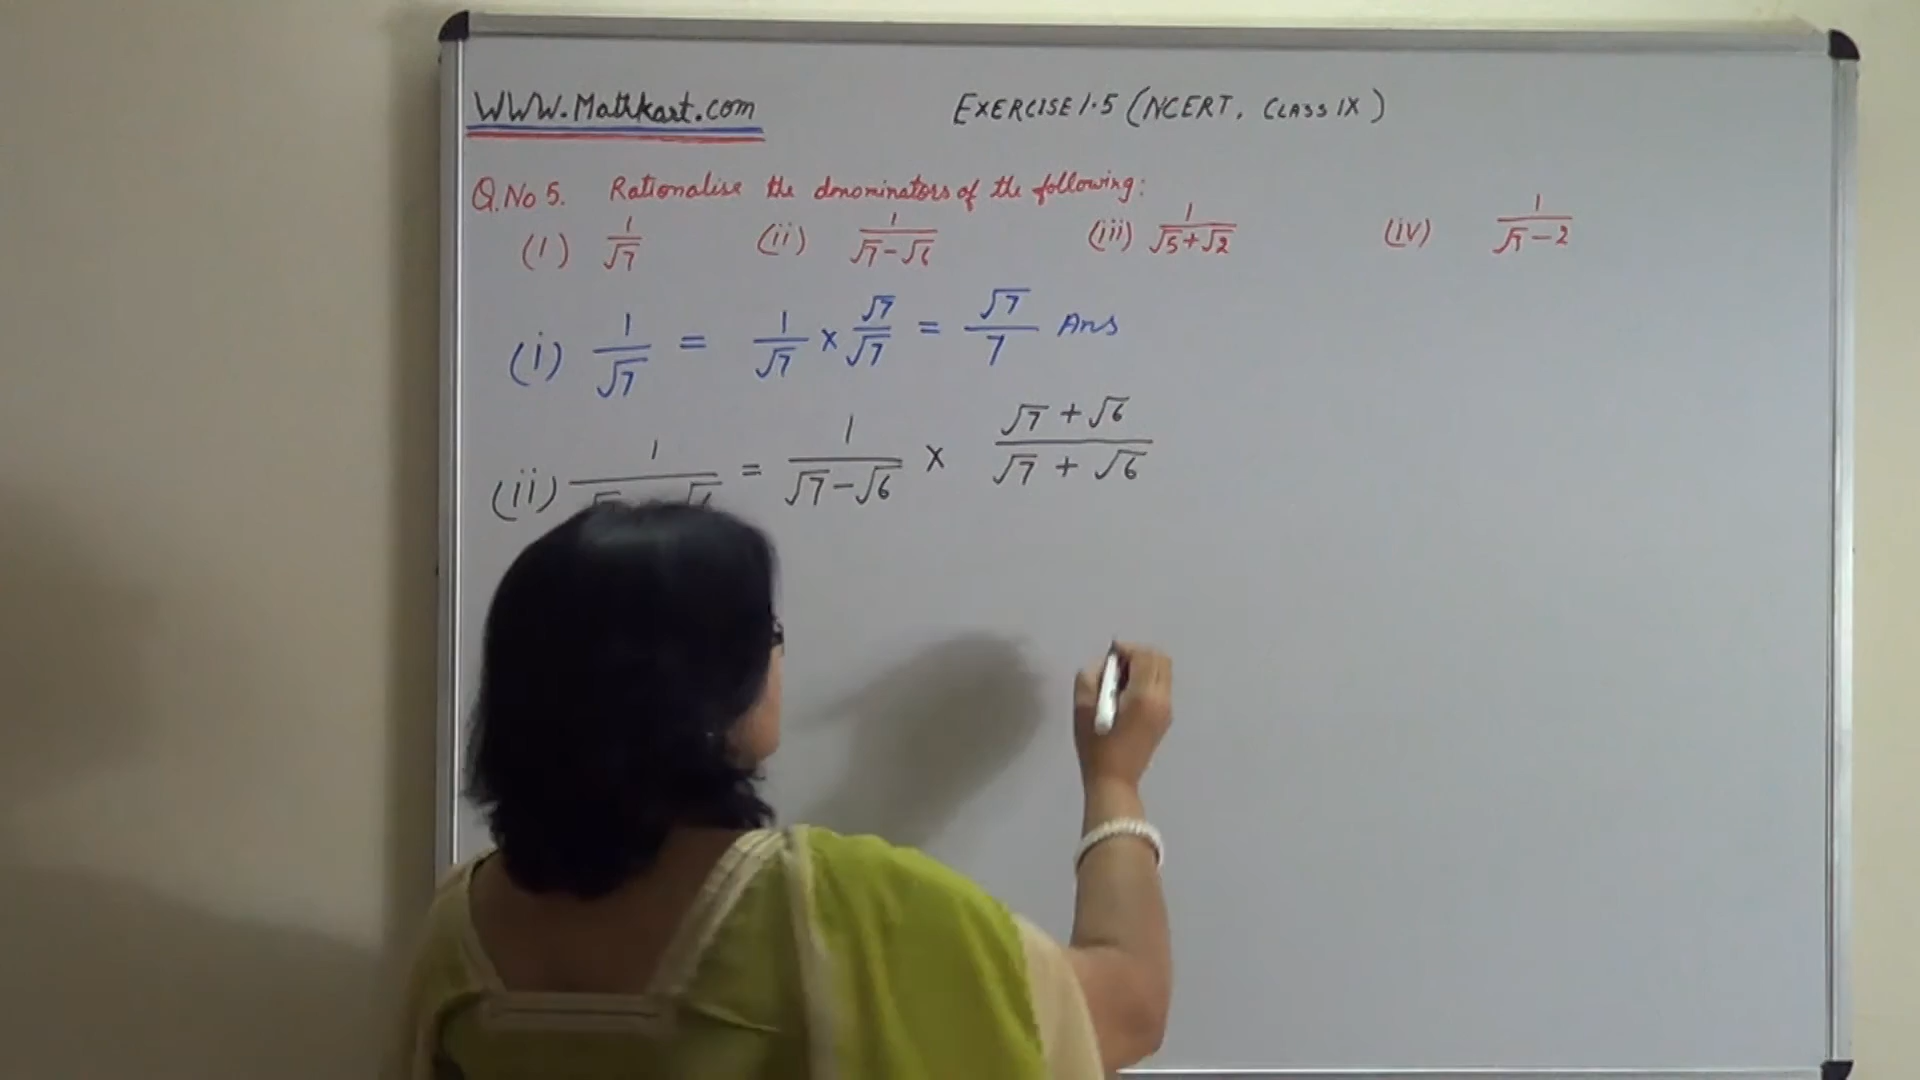 WWW.Mathkart.com EXERCISE 1.5 (NCERT, CLASS IX)
Q.No 5. Rationalise the denominators of the following:
(i) 1/√7 (ii) 1/(√7-√6) (iii) 1/(√5+√2) (iv) 1/(√7-2)
(i) 1/√7 = 1/√7 × √7/√7 = √7/7 Ans
(ii) 1/ = 1/(√7-√6) × (√7+√6)/(√7+√6)